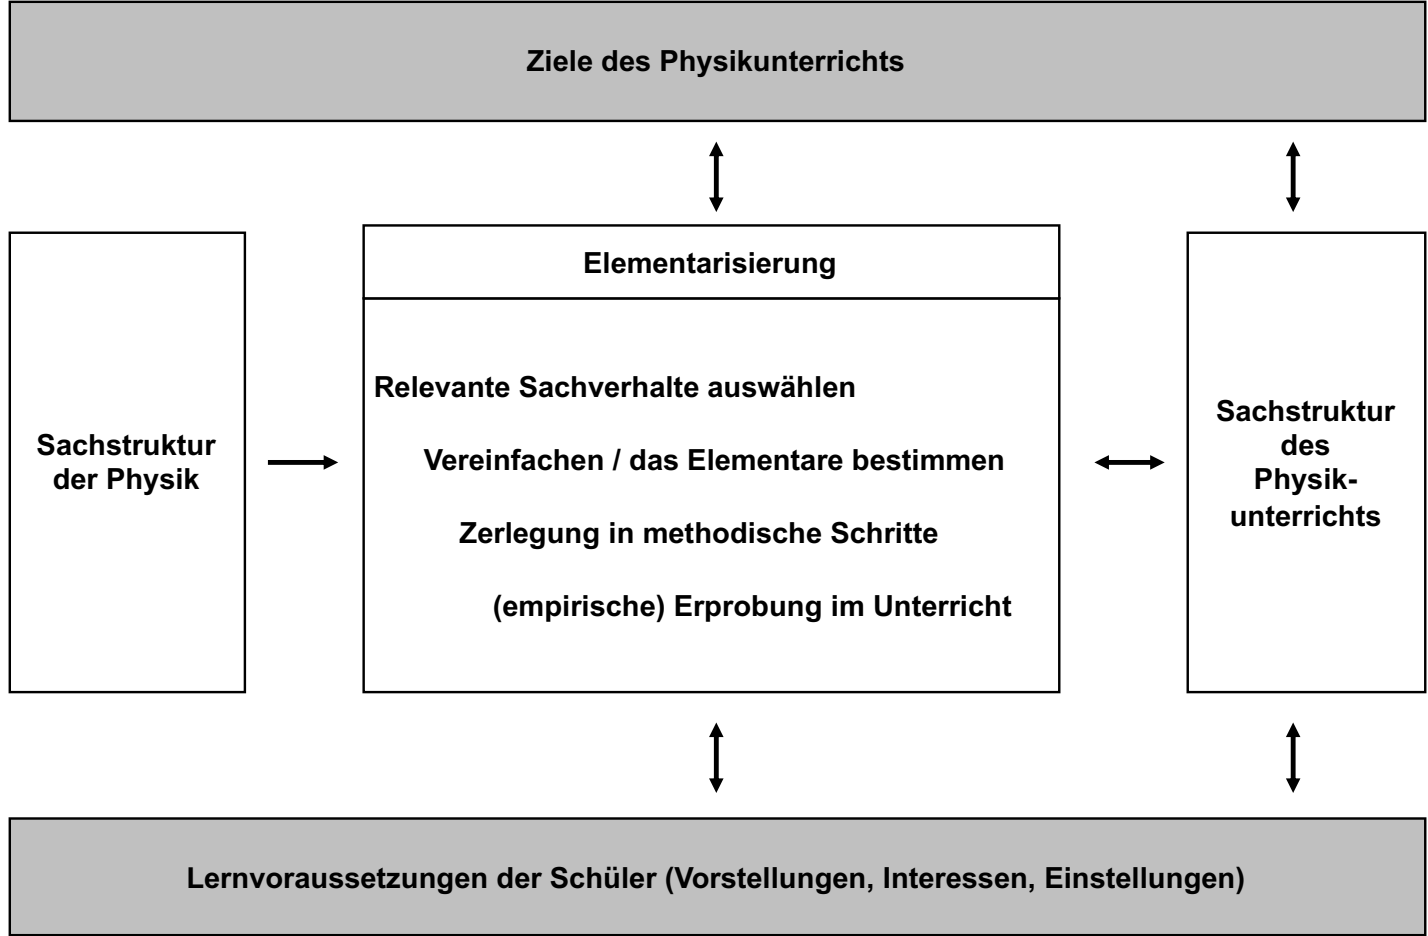 Ziele des Physikunterrichts
Sachstruktur
der Physik
Elementarisierung
Relevante Sachverhalte auswählen
Vereinfachen / das Elementare bestimmen
Zerlegung in methodische Schritte
(empirische) Erprobung im Unterricht
Sachstruktur
des
Physik-
unterrichts
Lernvoraussetzungen der Schüler (Vorstellungen, Interessen, Einstellungen)